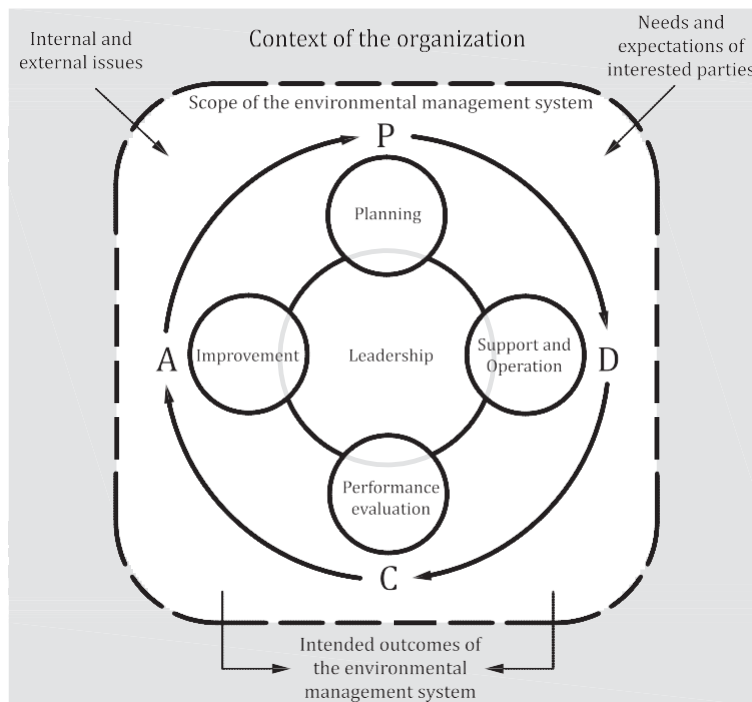 Internal and
external issues
Context of the organization
Needs and
expectations of
interested parties
Scope of the environmental management system
P
Planning
A
Improvement
Leadership
Support and
Operation
D
Performance
evaluation
C
Intended outcomes of
the environmental
management system